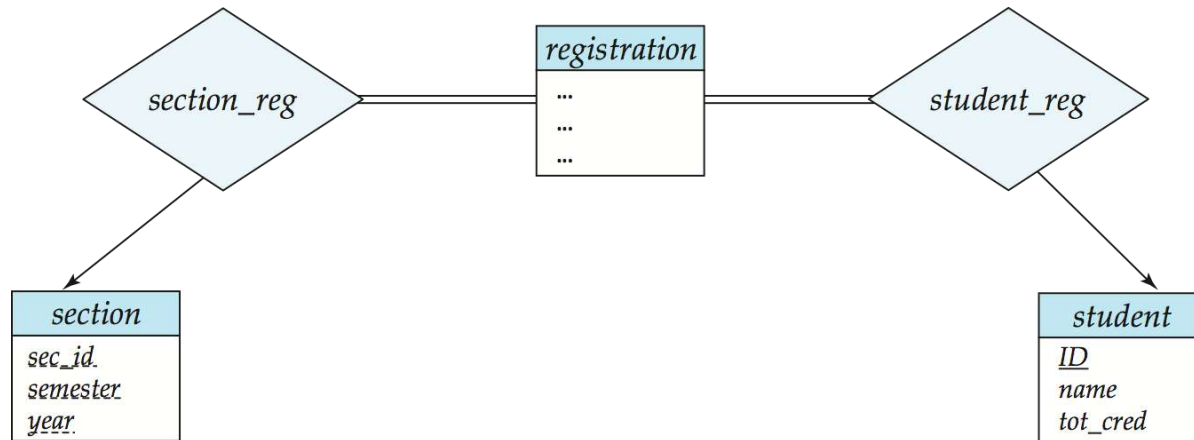 section_reg
registration
...
...
...
student_reg
section
sec_id
semester
year
student
ID
name
tot_cred